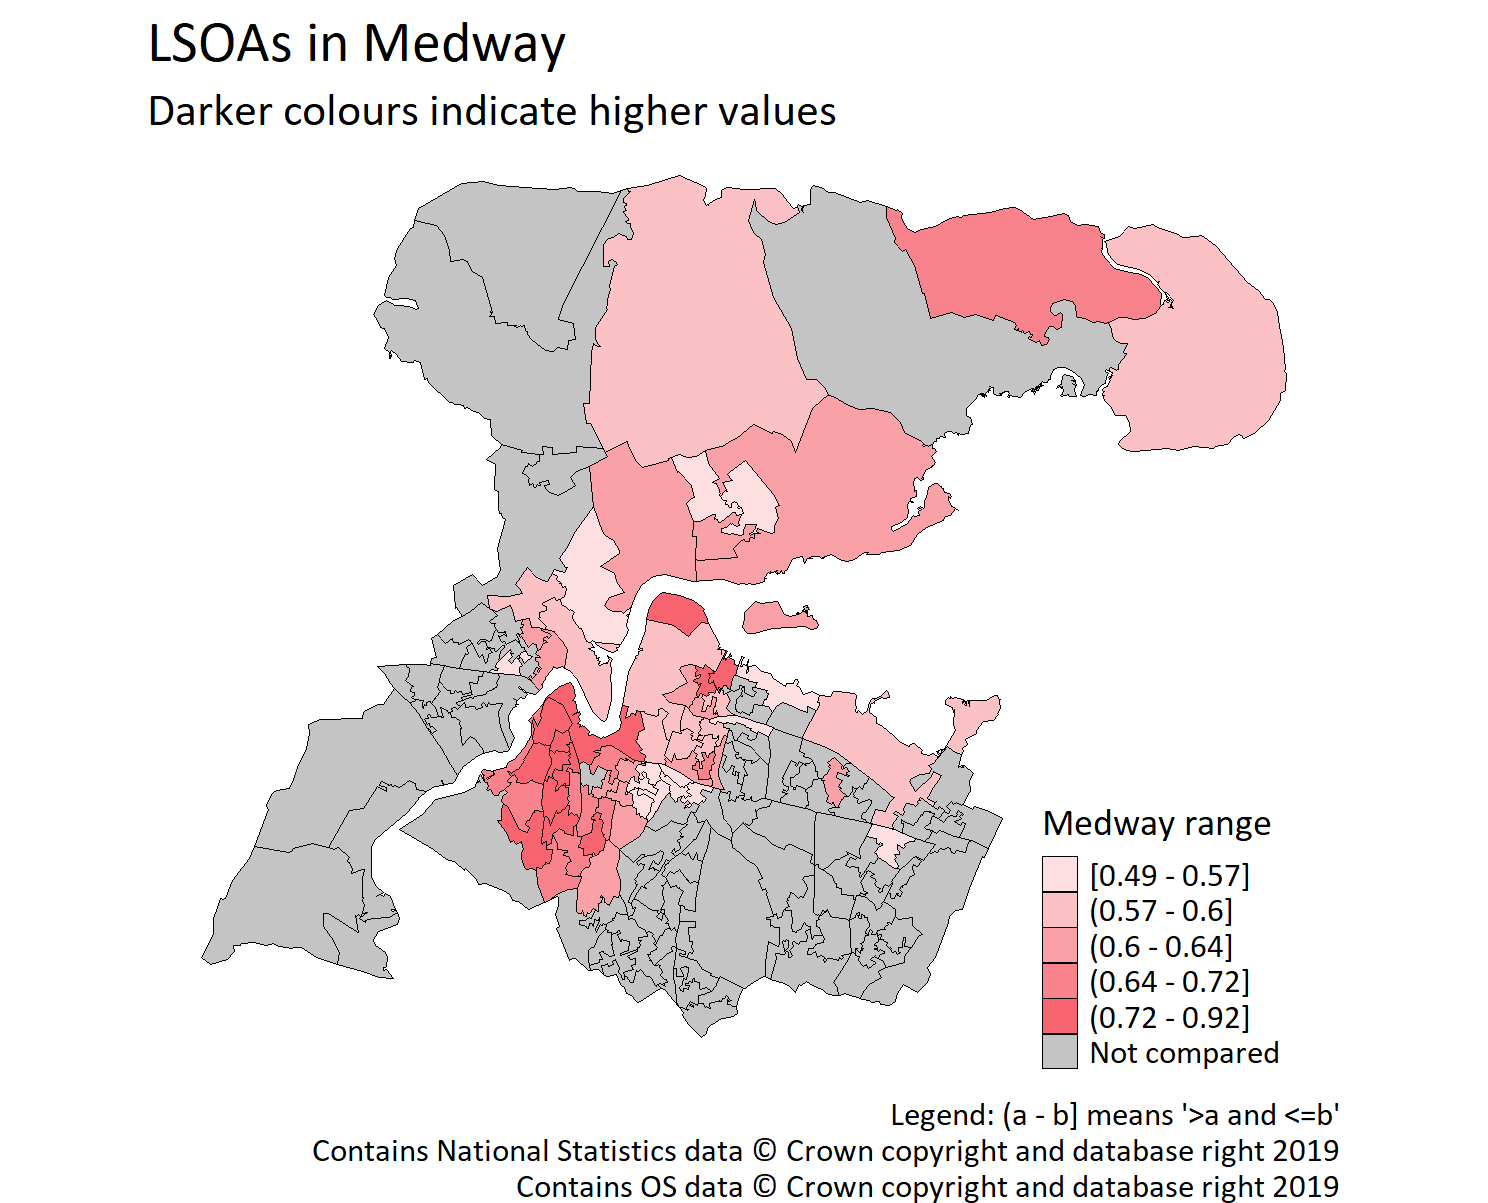 LSOAs in Medway
Darker colours indicate higher values
Medway range
[0.49 - 0.57]
(0.57 - 0.6]
(0.6 - 0.64]
(0.64 - 0.72]
(0.72 - 0.92]
Not compared
Legend: (a - b] means '>a and <=b'
Contains National Statistics data © Crown copyright and database right 2019
Contains OS data © Crown copyright and database right 2019